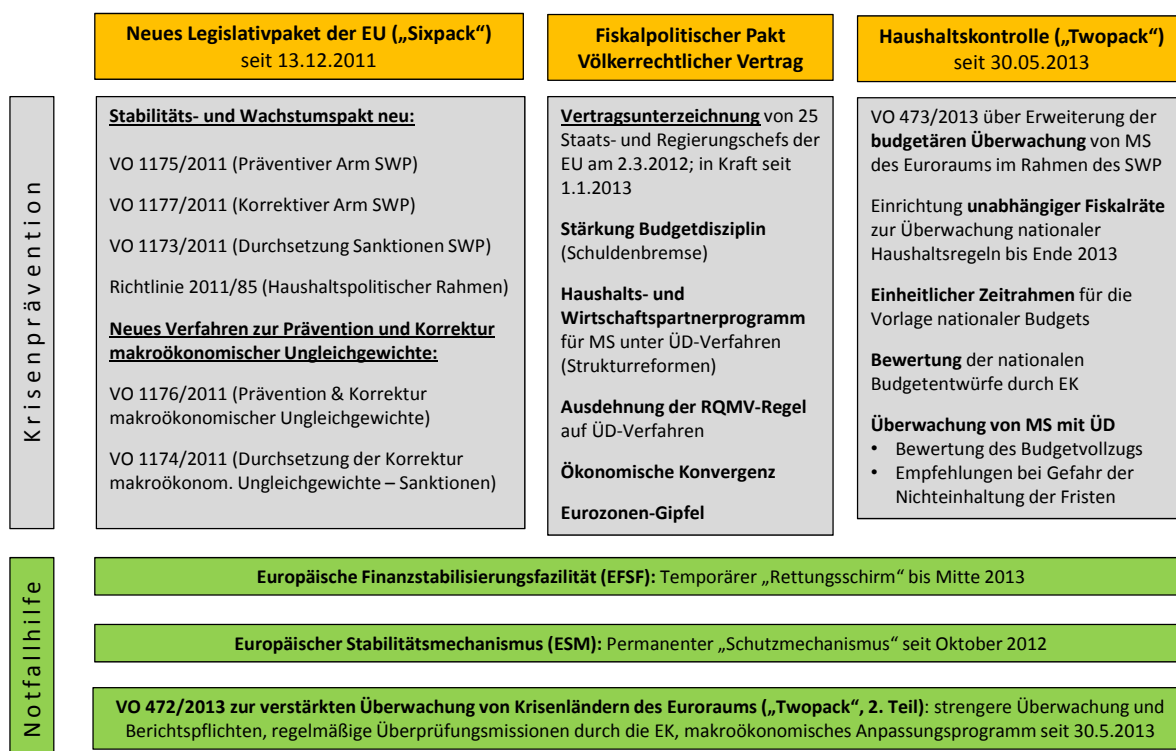 Neues Legislativpaket der EU („Sixpack“)
seit 13.12.2011
Fiskalpolitischer Pakt
Völkerrechtlicher Vertrag
Haushaltskontrolle („Twopack“)
seit 30.05.2013
Krisenprävention
Stabilitäts- und Wachstumspakt neu:
VO 1175/2011 (Präventiver Arm SWP)
VO 1177/2011 (Korrektiver Arm SWP)
VO 1173/2011 (Durchsetzung Sanktionen SWP)
Richtlinie 2011/85 (Haushaltspolitischer Rahmen)
Neues Verfahren zur Prävention und Korrektur
makroökonomischer Ungleichgewichte:
VO 1176/2011 (Prävention & Korrektur
makroökonomischer Ungleichgewichte)
VO 1174/2011 (Durchsetzung der Korrektur
makroökonom. Ungleichgewichte – Sanktionen)
Vertragsunterzeichnung von 25
Staats- und Regierungschefs der
EU am 2.3.2012; in Kraft seit
1.1.2013
Stärkung Budgetdisziplin
(Schuldenbremse)
Haushalts- und
Wirtschaftspartnerprogramm
für MS unter ÜD-Verfahren
(Strukturreformen)
Ausdehnung der RQMV-Regel
auf ÜD-Verfahren
Ökonomische Konvergenz
Eurozonen-Gipfel
VO 473/2013 über Erweiterung der
budgetären Überwachung von MS
des Euroraums im Rahmen des SWP
Einrichtung unabhängiger Fiskalräte
zur Überwachung nationaler
Haushaltsregeln bis Ende 2013
Einheitlicher Zeitrahmen für die
Vorlage nationaler Budgets
Bewertung der nationalen
Budgetentwürfe durch EK
Überwachung von MS mit ÜD
• Bewertung des Budgetvollzugs
• Empfehlungen bei Gefahr der
Nichteinhaltung der Fristen
Notfallhilfe
Europäische Finanzstabilisierungsfazilität (EFSF): Temporärer „Rettungsschirm“ bis Mitte 2013
Europäischer Stabilitätsmechanismus (ESM): Permanenter „Schutzmechanismus“ seit Oktober 2012
VO 472/2013 zur verstärkten Überwachung von Krisenländern des Euroraums („Twopack“, 2. Teil): strengere Überwachung und
Berichtspflichten, regelmäßige Überprüfungsmissionen durch die EK, makroökonomisches Anpassungsprogramm seit 30.5.2013